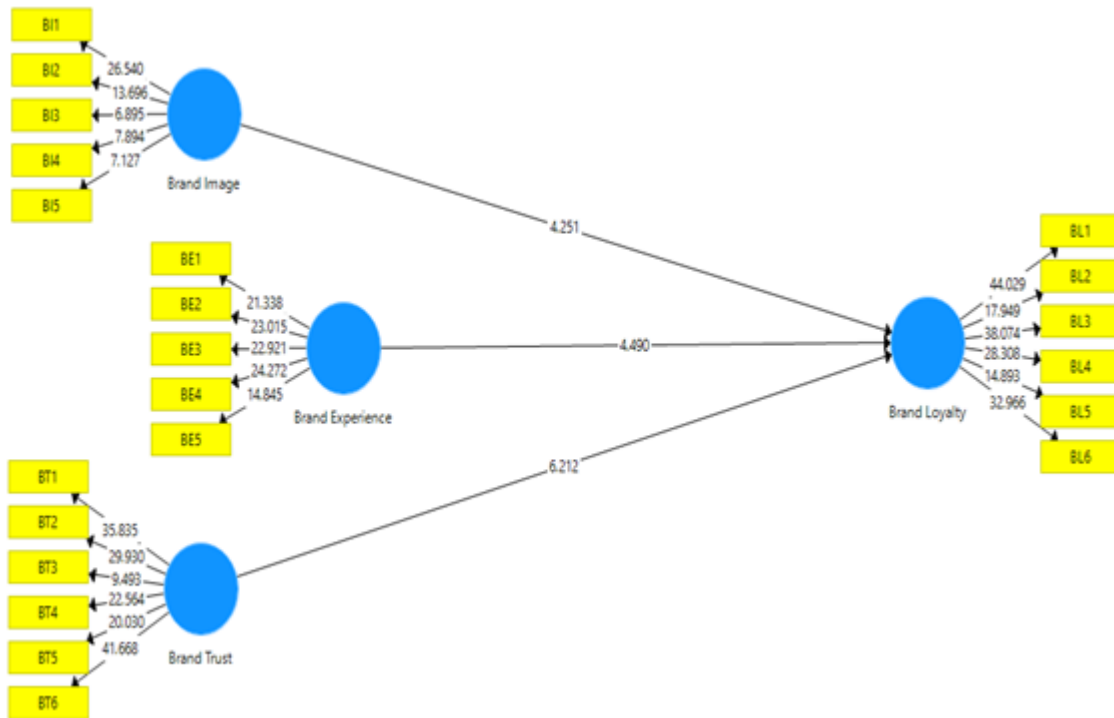 BI1
BI2
BI3
BI4
BI5
26.540
13.696
6.895
7.894
7.127
Brand Image
4.251
BE1
BE2
BE3
BE4
BE5
21.338
23.015
22.921
24.272
14.845
Brand Experience
4.490
BT1
BT2
BT3
BT4
BT5
BT6
35.835
29.930
9.493
22.564
20.030
41.668
Brand Trust
6.212
Brand Loyalty
44.029
17.949
38.074
28.308
14.893
32.966
BL1
BL2
BL3
BL4
BL5
BL6